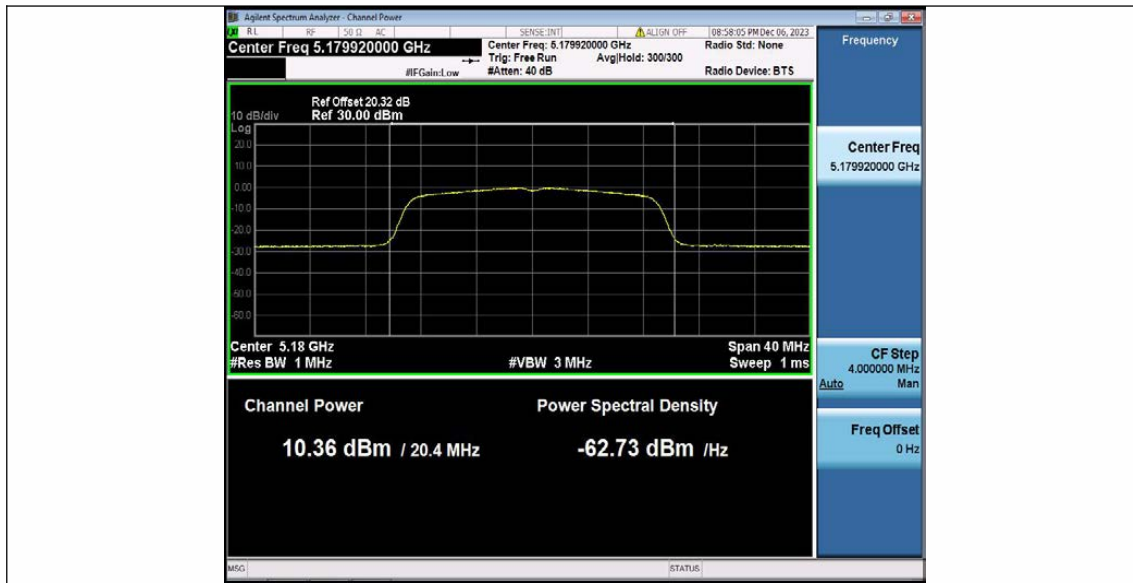 Agilent Spectrum Analyzer - Channel Power
RL RF 50 Ω AC SENSE:INT ALIGN OFF 08:58:05 PM Dec 06, 2023
Center Freq 5.179920000 GHz
Center Freq: 5.179920000 GHz Radio Std: None
Trig: Free Run Avg|Hold: 300/300
#IFGain:Low #Atten: 40 dB Radio Device: BTS
Ref Offset 20.32 dB
10 dB/div Ref 30.00 dBm
Log
20.0
10.0
0.00
-10.0
-20.0
-30.0
-40.0
-50.0
-60.0
Center 5.18 GHz Span 40 MHz
#Res BW 1 MHz #VBW 3 MHz Sweep 1 ms
Channel Power Power Spectral Density
10.36 dBm / 20.4 MHz -62.73 dBm /Hz
MSG STATUS
Frequency
Center Freq
5.179920000 GHz
CF Step
4.000000 MHz
Auto Man
Freq Offset
0 Hz